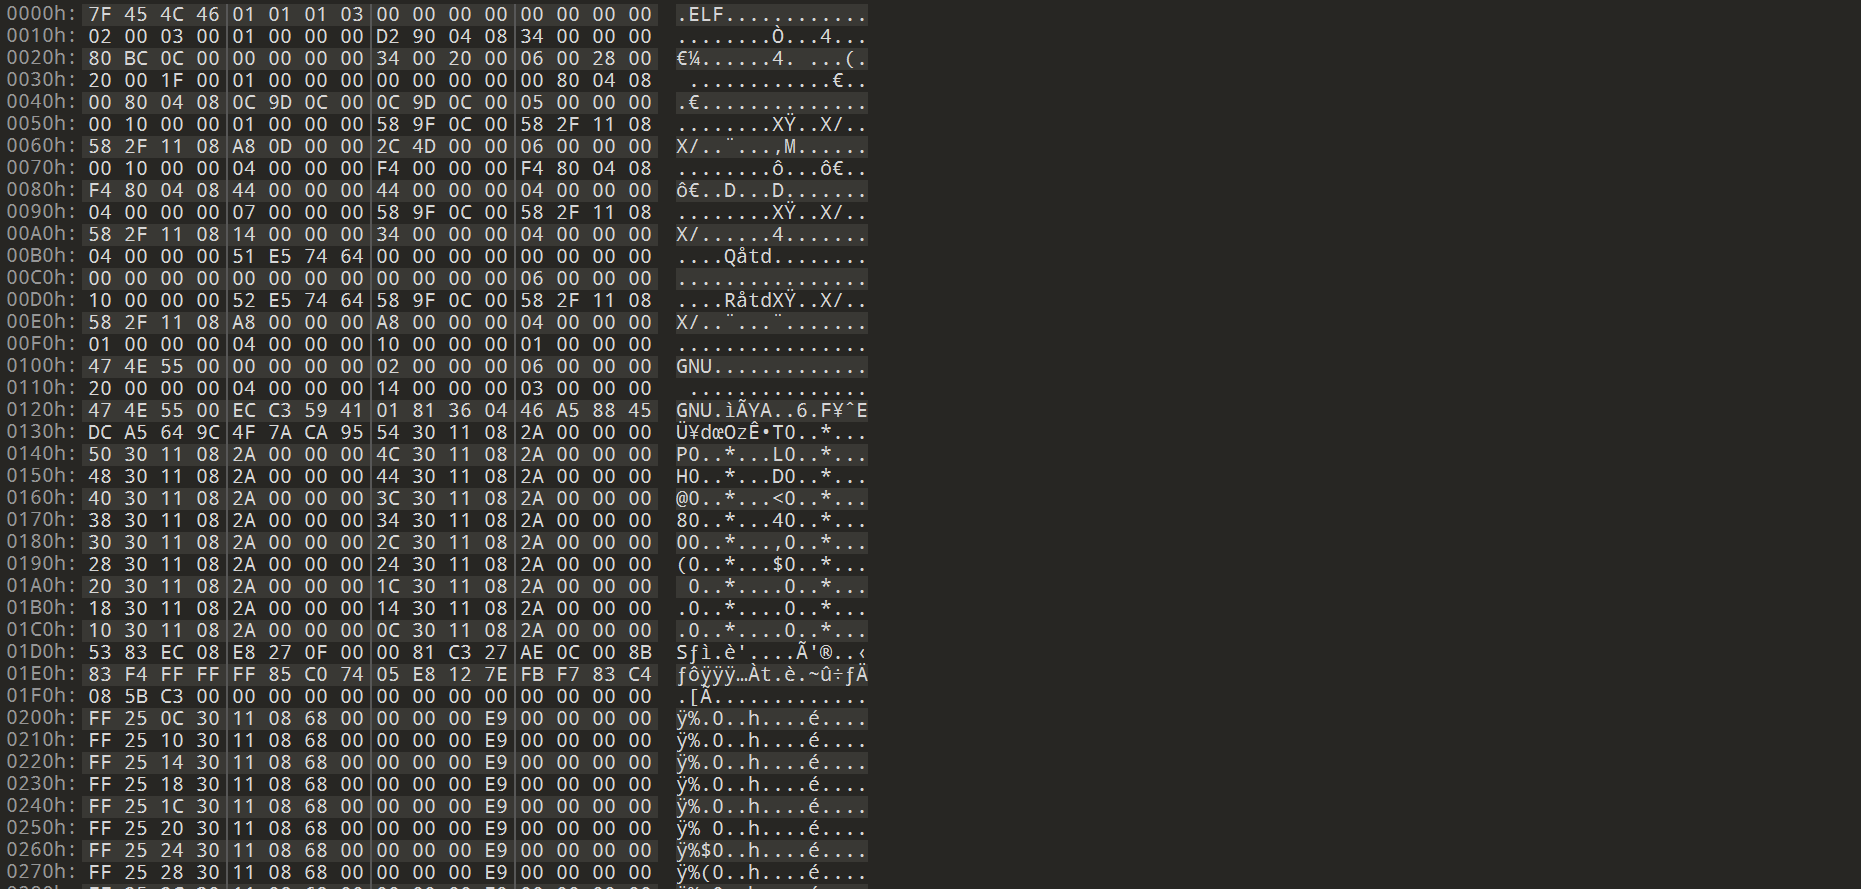 0000h: 7F 45 4C 46 01 01 01 03 00 00 00 00 00 00 00 00 .ELF............
0010h: 02 00 03 00 01 00 00 00 D2 90 04 08 34 00 00 00 ........Ò...4...
0020h: 80 BC 0C 00 00 00 00 00 34 00 20 00 06 00 28 00 €¼......4. ...(.
0030h: 20 00 1F 00 01 00 00 00 00 00 00 00 00 80 04 08  ............€..
0040h: 00 80 04 08 0C 9D 0C 00 0C 9D 0C 00 05 00 00 00 .€..............
0050h: 00 10 00 00 01 00 00 00 58 9F 0C 00 58 2F 11 08 ........XŸ..X/..
0060h: 58 2F 11 08 A8 0D 00 00 2C 4D 00 00 06 00 00 00 X/..¨...,M......
0070h: 00 10 00 00 04 00 00 00 F4 00 00 00 F4 80 04 08 ........ô...ô€..
0080h: F4 80 04 08 44 00 00 00 44 00 00 00 04 00 00 00 ô€..D...D.......
0090h: 04 00 00 00 07 00 00 00 58 9F 0C 00 58 2F 11 08 ........XŸ..X/..
00A0h: 58 2F 11 08 14 00 00 00 34 00 00 00 04 00 00 00 X/......4.......
00B0h: 04 00 00 00 51 E5 74 64 00 00 00 00 00 00 00 00 ....Qåtd........
00C0h: 00 00 00 00 00 00 00 00 00 00 00 00 06 00 00 00 ................
00D0h: 10 00 00 00 52 E5 74 64 58 9F 0C 00 58 2F 11 08 ....RåtdXŸ..X/..
00E0h: 58 2F 11 08 A8 00 00 00 A8 00 00 00 04 00 00 00 X/..¨...¨.......
00F0h: 01 00 00 00 04 00 00 00 10 00 00 00 01 00 00 00 ................
0100h: 47 4E 55 00 00 00 00 00 02 00 00 00 06 00 00 00 GNU.............
0110h: 20 00 00 00 04 00 00 00 14 00 00 00 03 00 00 00  ...............
0120h: 47 4E 55 00 EC C3 59 41 01 81 36 04 46 A5 88 45 GNU.ìÃYA..6.F¥ˆE
0130h: DC A5 64 9C 4F 7A CA 95 54 30 11 08 2A 00 00 00 Ü¥dœOzÊ•T0..*...
0140h: 50 30 11 08 2A 00 00 00 4C 30 11 08 2A 00 00 00 P0..*...L0..*...
0150h: 48 30 11 08 2A 00 00 00 44 30 11 08 2A 00 00 00 H0..*...D0..*...
0160h: 40 30 11 08 2A 00 00 00 3C 30 11 08 2A 00 00 00 @0..*...<0..*...
0170h: 38 30 11 08 2A 00 00 00 34 30 11 08 2A 00 00 00 80..*...40..*...
0180h: 30 30 11 08 2A 00 00 00 2C 30 11 08 2A 00 00 00 00..*...,0..*...
0190h: 28 30 11 08 2A 00 00 00 24 30 11 08 2A 00 00 00 (0..*...$0..*...
01A0h: 20 30 11 08 2A 00 00 00 1C 30 11 08 2A 00 00 00  0..*....0..*...
01B0h: 18 30 11 08 2A 00 00 00 14 30 11 08 2A 00 00 00 .0..*....0..*...
01C0h: 10 30 11 08 2A 00 00 00 0C 30 11 08 2A 00 00 00 .0..*....0..*...
01D0h: 53 83 EC 08 E8 27 0F 00 00 81 C3 27 AE 0C 00 8B Sƒì.è'....Ã'®..‹
01E0h: 83 F4 FF FF FF 85 C0 74 05 E8 12 7E FB F7 83 C4 ƒôÿÿÿ…Àt.è.~û÷ƒÄ
01F0h: 08 5B C3 00 00 00 00 00 00 00 00 00 00 00 00 00 .[Ã.............
0200h: FF 25 0C 30 11 08 68 00 00 00 00 E9 00 00 00 00 ÿ%.0..h....é....
0210h: FF 25 10 30 11 08 68 00 00 00 00 E9 00 00 00 00 ÿ%.0..h....é....
0220h: FF 25 14 30 11 08 68 00 00 00 00 E9 00 00 00 00 ÿ%.0..h....é....
0230h: FF 25 18 30 11 08 68 00 00 00 00 E9 00 00 00 00 ÿ%.0..h....é....
0240h: FF 25 1C 30 11 08 68 00 00 00 00 E9 00 00 00 00 ÿ%.0..h....é....
0250h: FF 25 20 30 11 08 68 00 00 00 00 E9 00 00 00 00 ÿ% 0..h....é....
0260h: FF 25 24 30 11 08 68 00 00 00 00 E9 00 00 00 00 ÿ%$0..h....é....
0270h: FF 25 28 30 11 08 68 00 00 00 00 E9 00 00 00 00 ÿ%(0..h....é....